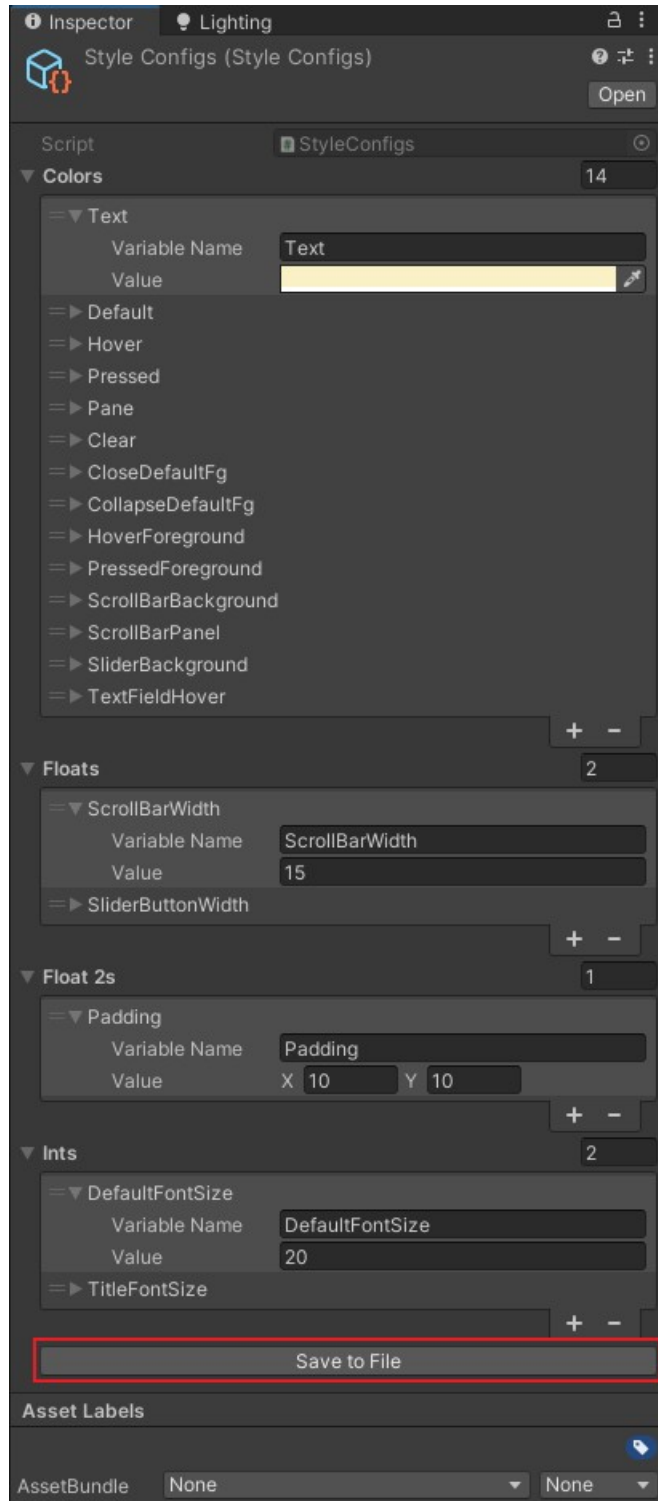 Inspector Lighting
Style Configs (Style Configs)
Open
Script StyleConfigs
Colors 14
Text
Variable Name Text
Value
Default
Hover
Pressed
Pane
Clear
CloseDefaultFg
CollapseDefaultFg
HoverForeground
PressedForeground
ScrollBarBackground
ScrollBarPanel
SliderBackground
TextFieldHover
+ -
Floats 2
ScrollBarWidth
Variable Name ScrollBarWidth
Value 15
SliderButtonWidth
+ -
Float 2s 1
Padding
Variable Name Padding
Value X 10 Y 10
+ -
Ints 2
DefaultFontSize
Variable Name DefaultFontSize
Value 20
TitleFontSize
+ -
Save to File
Asset Labels
AssetBundle None None